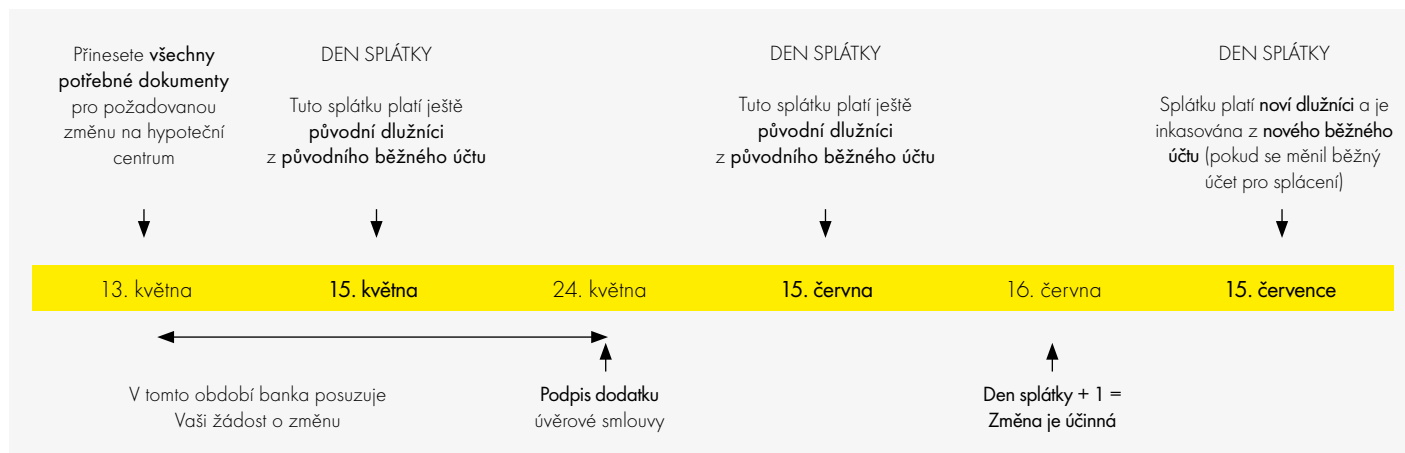 Přinesete všechny
potřebné dokumenty
pro požadovanou
změnu na hypoteční
centrum
DEN SPLÁTKY
Tuto splátku platí ještě
původní dlužníci
z původního běžného účtu
DEN SPLÁTKY
Tuto splátku platí ještě
původní dlužníci
z původního běžného účtu
DEN SPLÁTKY
Splátku platí noví dlužníci a je
inkasována z nového běžného
účtu (pokud se měnil běžný
účet pro splácení)
13. května
15. května
24. května
15. června
16. června
15. července
V tomto období banka posuzuje
Vaši žádost o změnu
Podpis dodatku
úvěrové smlouvy
Den splátky + 1 =
Změna je účinná